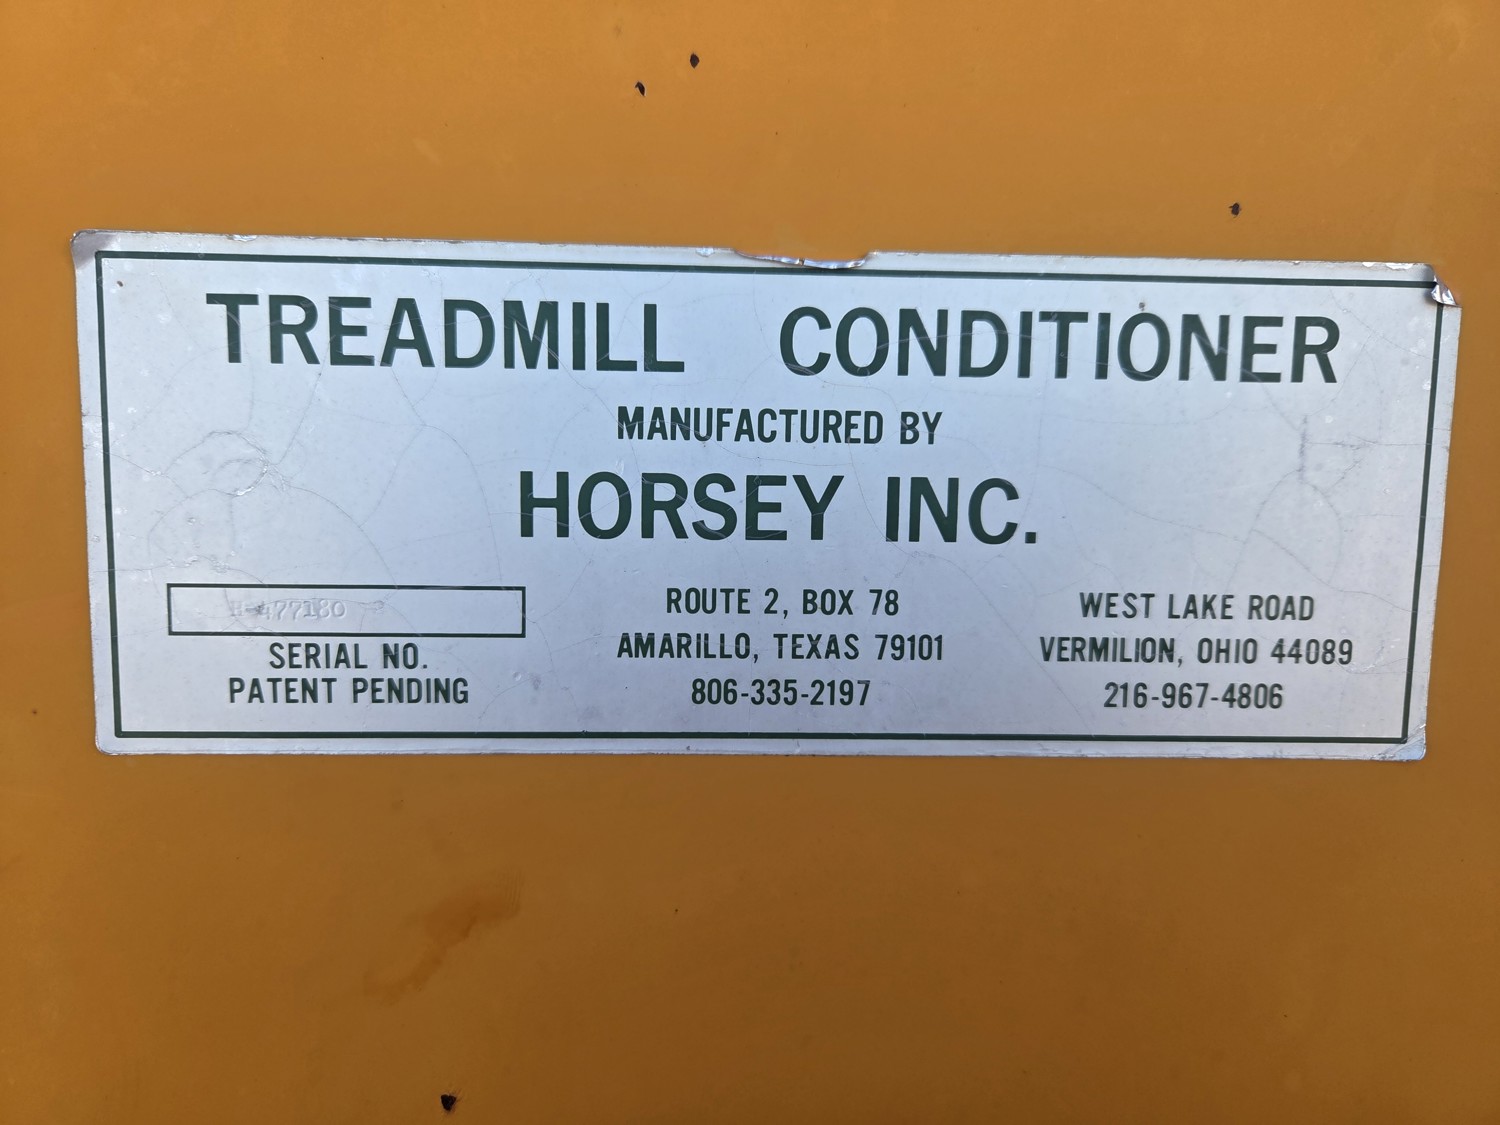 TREADMILL CONDITIONER
MANUFACTURED BY
HORSEY INC.
H-477180
SERIAL NO.
PATENT PENDING
ROUTE 2, BOX 78
AMARILLO, TEXAS 79101
806-335-2197
WEST LAKE ROAD
VERMILION, OHIO 44089
216-967-4806